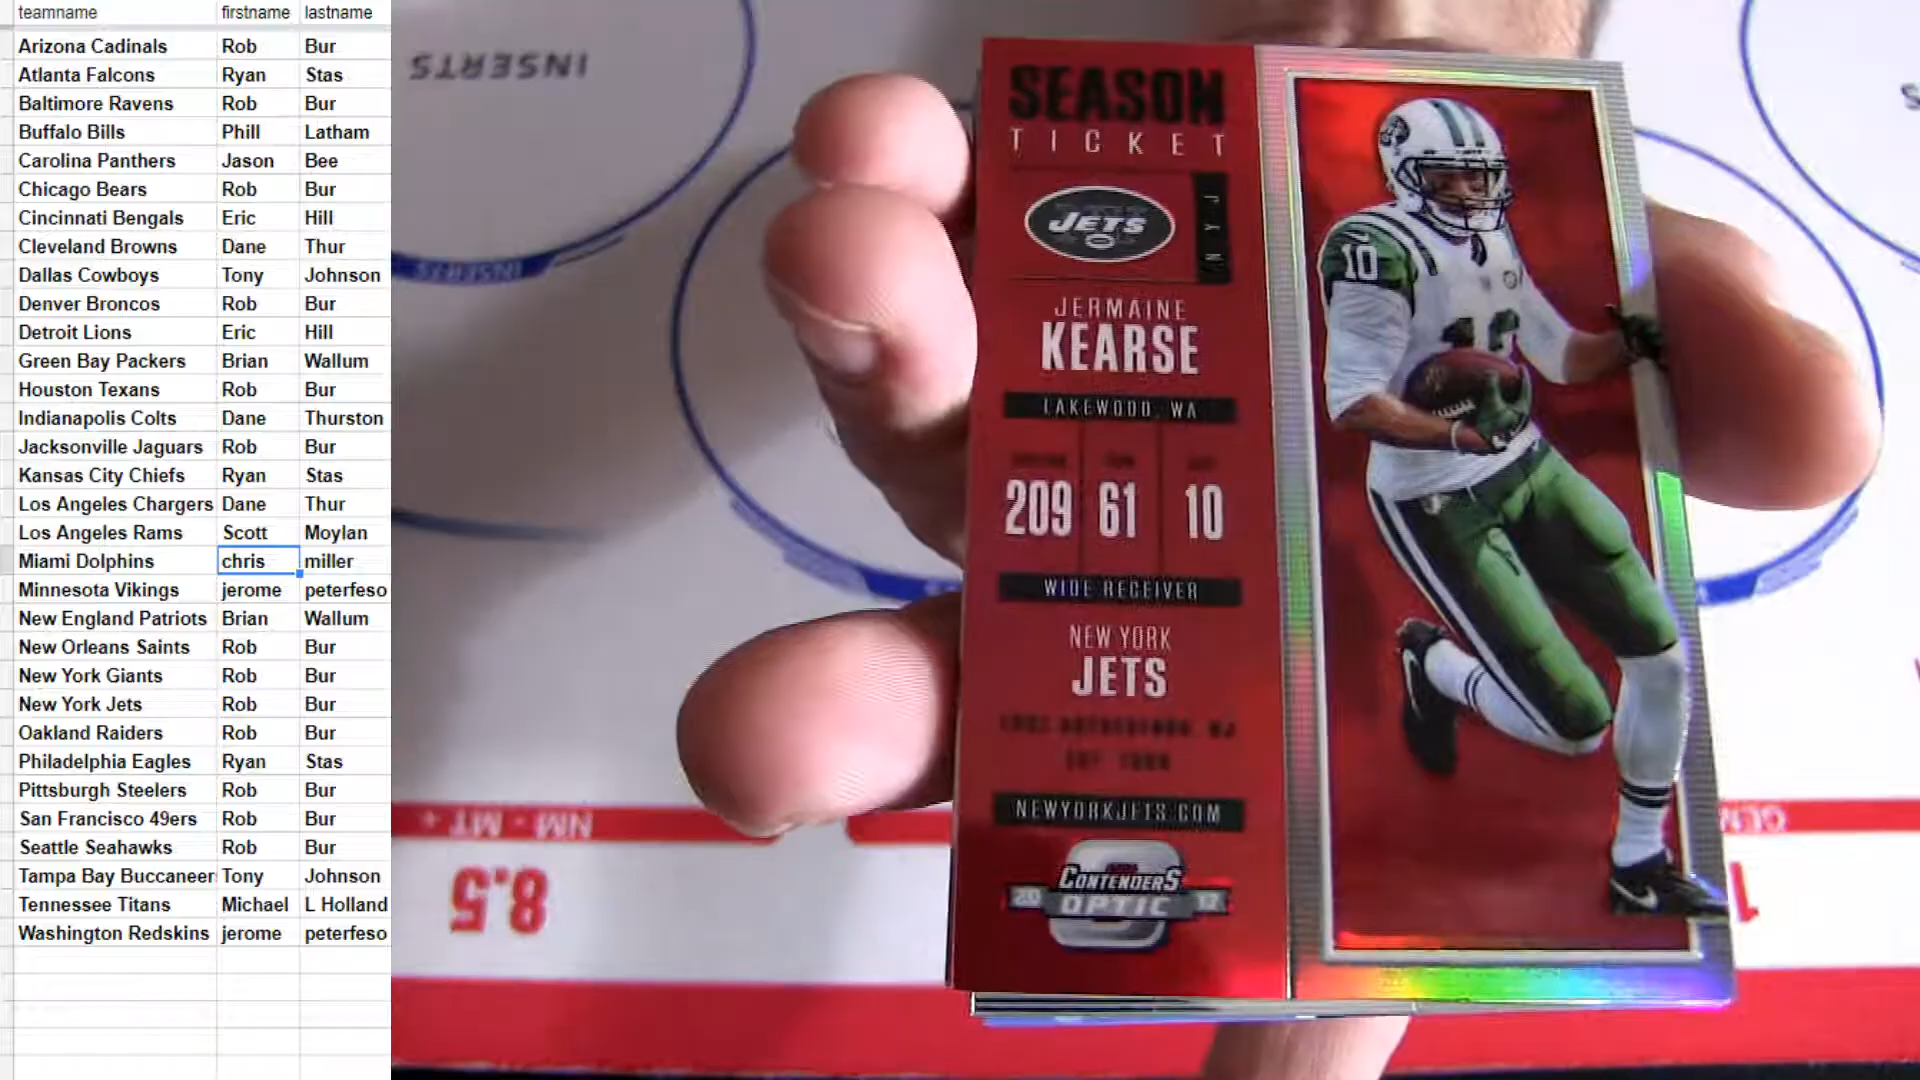 teamname firstname lastname
Arizona Cadinals Rob Bur
Atlanta Falcons Ryan Stas
Baltimore Ravens Rob Bur
Buffalo Bills Phill Latham
Carolina Panthers Jason Bee
Chicago Bears Rob Bur
Cincinnati Bengals Eric Hill
Cleveland Browns Dane Thur
Dallas Cowboys Tony Johnson
Denver Broncos Rob Bur
Detroit Lions Eric Hill
Green Bay Packers Brian Wallum
Houston Texans Rob Bur
Indianapolis Colts Dane Thurston
Jacksonville Jaguars Rob Bur
Kansas City Chiefs Ryan Stas
Los Angeles Chargers Dane Thur
Los Angeles Rams Scott Moylan
Miami Dolphins chris miller
Minnesota Vikings jerome peterfeso
New England Patriots Brian Wallum
New Orleans Saints Rob Bur
New York Giants Rob Bur
New York Jets Rob Bur
Oakland Raiders Rob Bur
Philadelphia Eagles Ryan Stas
Pittsburgh Steelers Rob Bur
San Francisco 49ers Rob Bur
Seattle Seahawks Rob Bur
Tampa Bay Buccaneer Tony Johnson
Tennessee Titans Michael L Holland
Washington Redskins jerome peterfeso
INSERTS
INSERTS
NM - MT +
8.5
SEASON
TICKET
JETS
NYJ
JERMAINE
KEARSE
LAKEWOOD, WA
209 61 10
WIDE RECEIVER
NEW YORK
JETS
NEWYORKJETS.COM
CONTENDERS
20 OPTIC 17
10